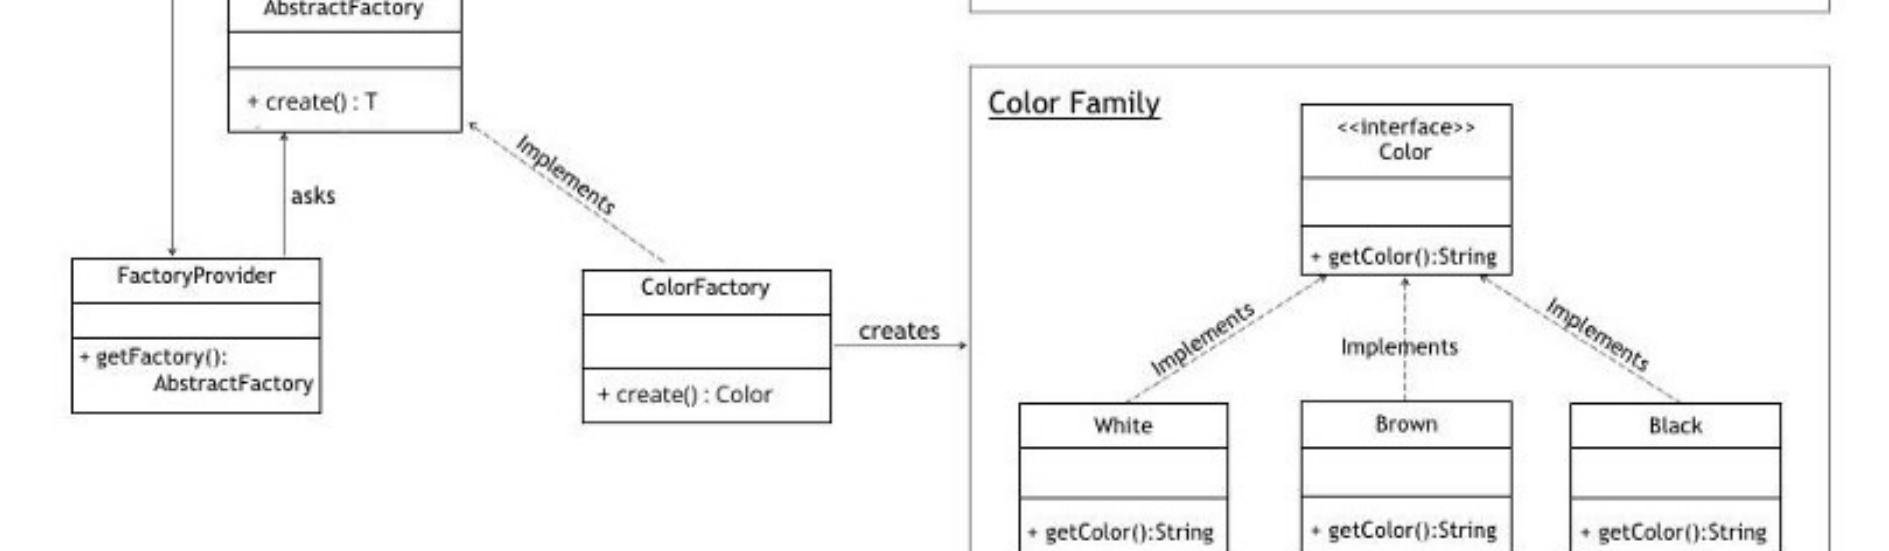 AbstractFactory
+ create() : T
Implements
asks
FactoryProvider
+ getFactory():
AbstractFactory
ColorFactory
+ create() : Color
creates
Color Family
<<interface>>
Color
+ getColor():String
Implements
Implements
Implements
White
+ getColor():String
Brown
+ getColor():String
Black
+ getColor():String